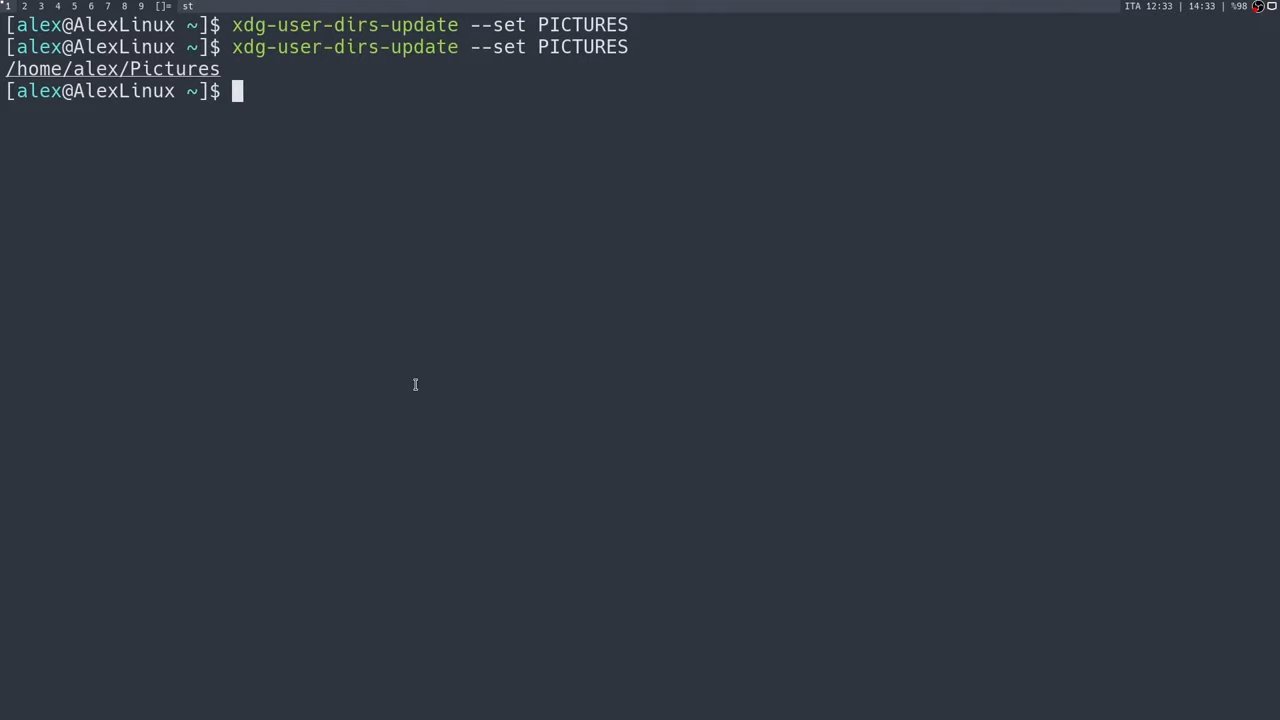 1 2 3 4 5 6 7 8 9 []= st ITA 12:33 | 14:33 | %98
[alex@AlexLinux ~]$ xdg-user-dirs-update --set PICTURES
[alex@AlexLinux ~]$ xdg-user-dirs-update --set PICTURES
/home/alex/Pictures
[alex@AlexLinux ~]$